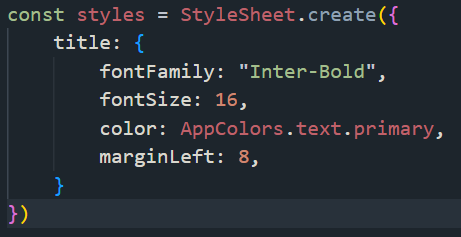 const styles = StyleSheet.create({
    title: {
        fontFamily: "Inter-Bold",
        fontSize: 16,
        color: AppColors.text.primary,
        marginLeft: 8,
    }
})